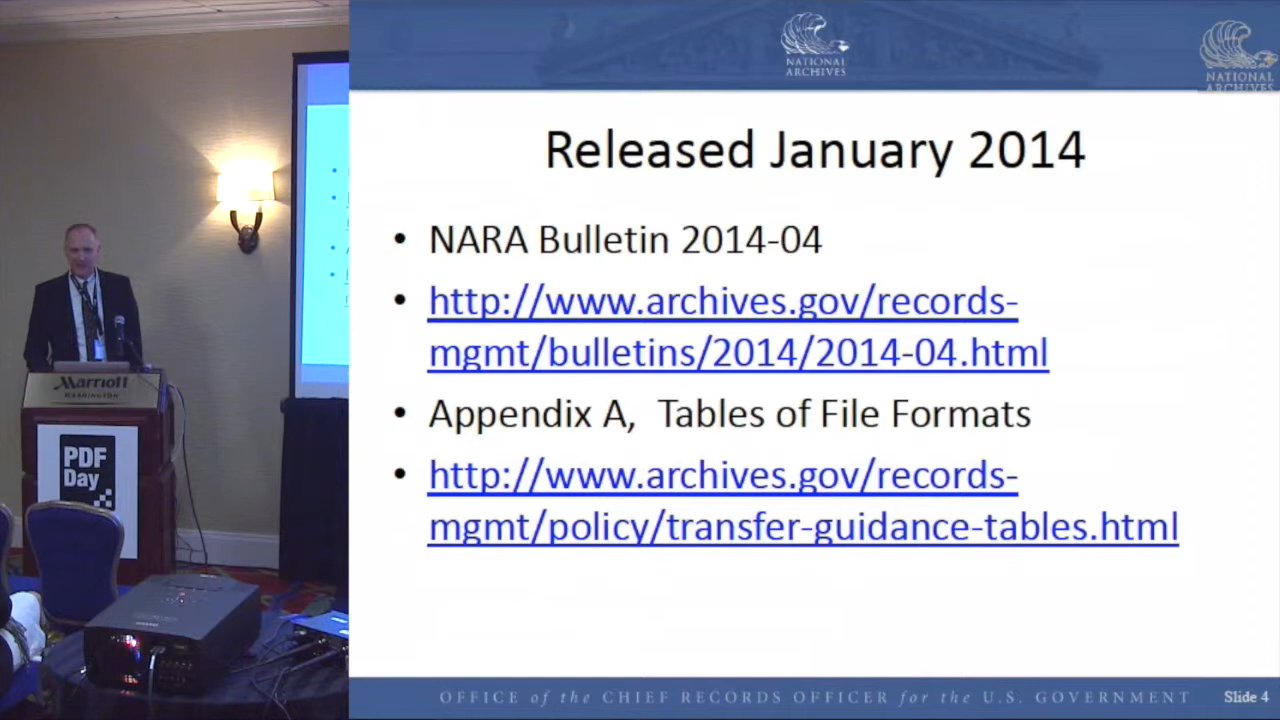 NATIONAL
ARCHIVES
NATIONAL
ARCHIVES
Released January 2014
• NARA Bulletin 2014-04
• http://www.archives.gov/records-
mgmt/bulletins/2014/2014-04.html
• Appendix A, Tables of File Formats
• http://www.archives.gov/records-
mgmt/policy/transfer-guidance-tables.html
OFFICE of the CHIEF RECORDS OFFICER for the U.S. GOVERNMENT
Slide 4
Marriott
WASHINGTON
PDF
Day